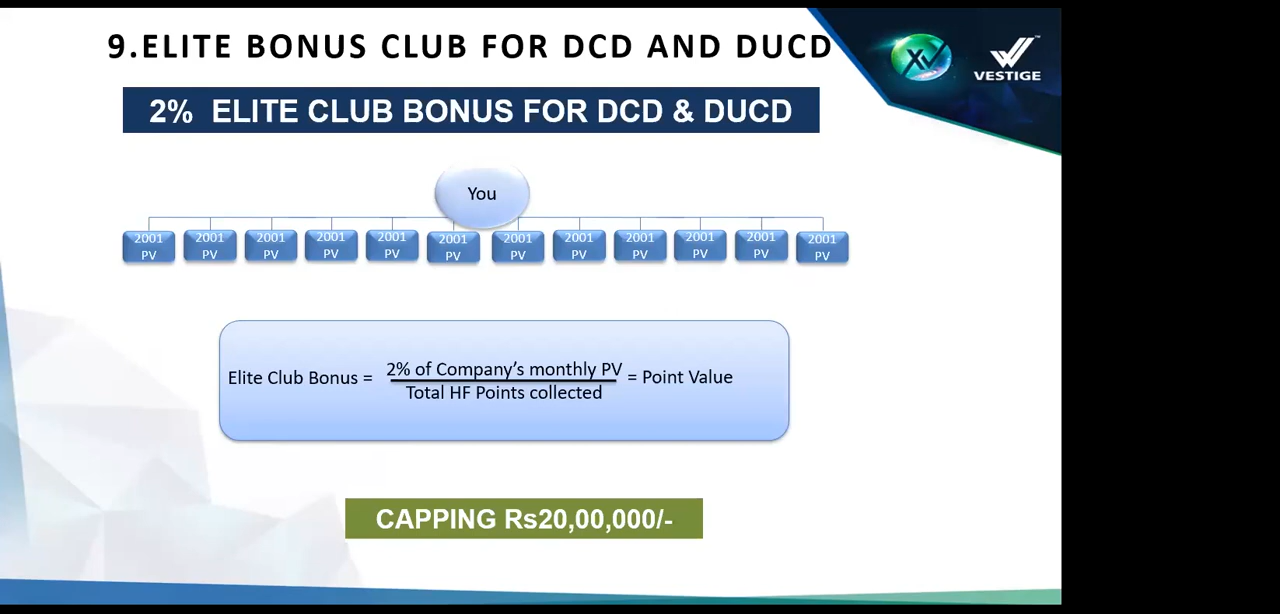 9.ELITE BONUS CLUB FOR DCD AND DUCD
XV
VESTIGE™
2% ELITE CLUB BONUS FOR DCD & DUCD
You
2001 2001 2001 2001 2001 2001 2001 2001 2001 2001 2001 2001
PV PV PV PV PV PV PV PV PV PV PV PV
2% of Company’s monthly PV
Elite Club Bonus = = Point Value
Total HF Points collected
CAPPING Rs20,00,000/-